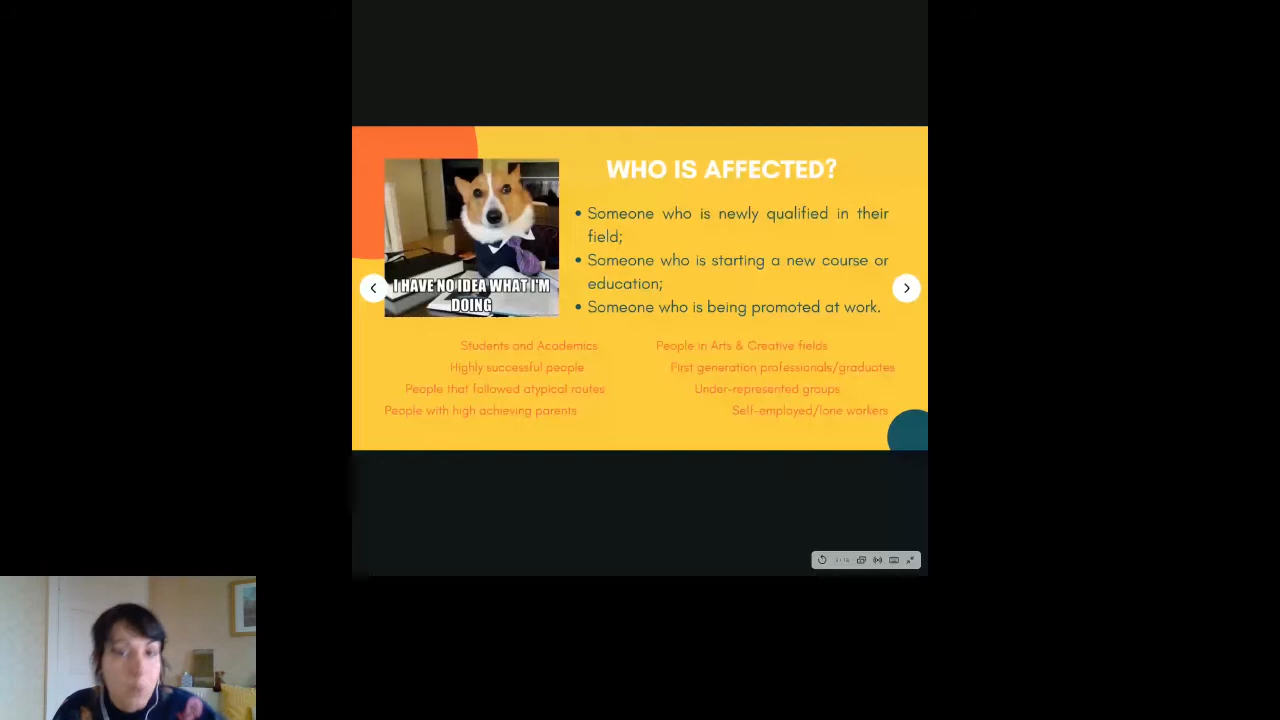 WHO IS AFFECTED?
• Someone who is newly qualified in their
field;
• Someone who is starting a new course or
education;
• Someone who is being promoted at work.
I HAVE NO IDEA WHAT I'M
DOING
Students and Academics
Highly successful people
People that followed atypical routes
People with high achieving parents
People in Arts & Creative fields
First generation professionals/graduates
Under-represented groups
Self-employed/lone workers